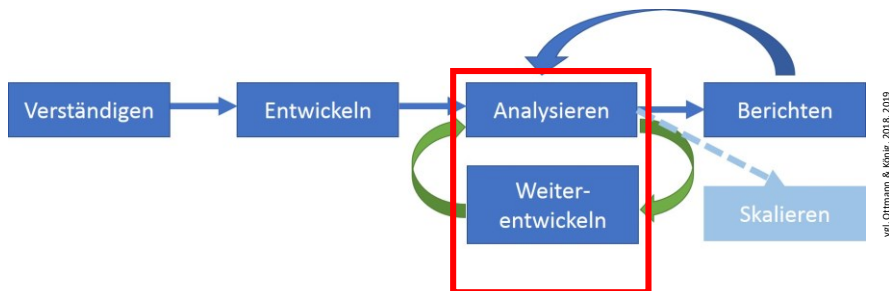 Verständigen
Entwickeln
Analysieren
Berichten
Weiter-
entwickeln
Skalieren
vgl. Ottmann & König, 2018, 2019